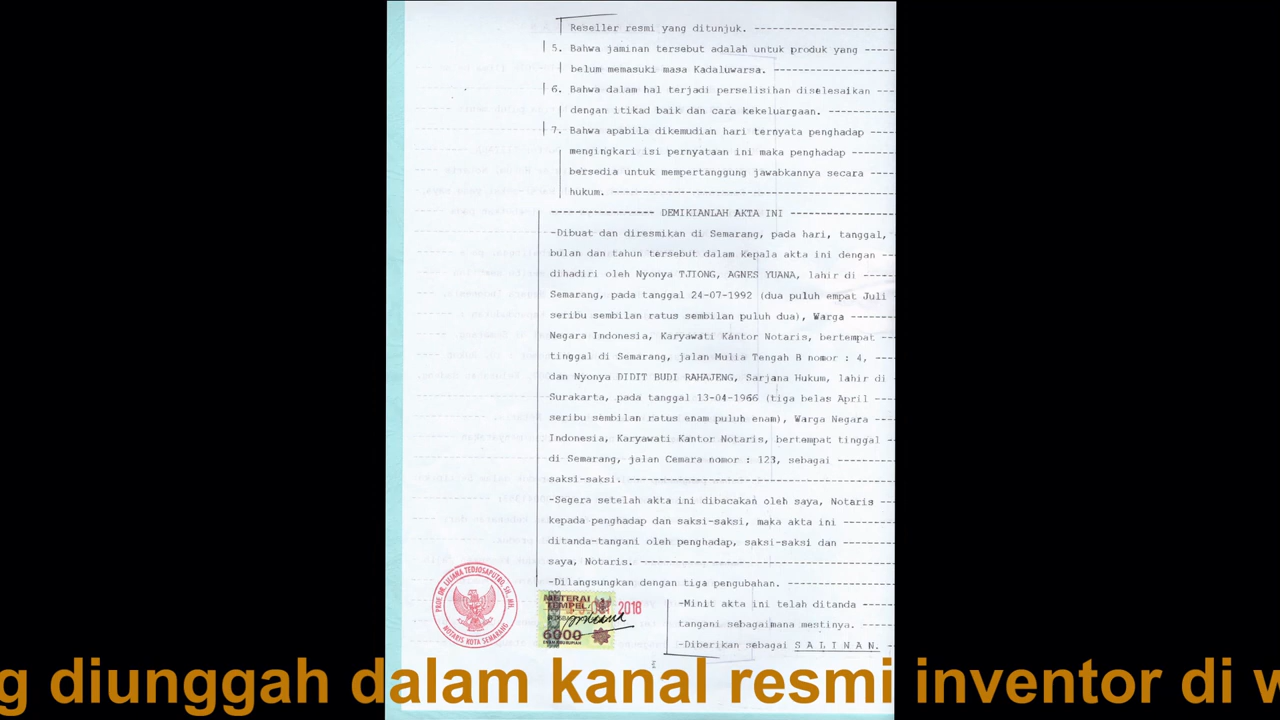 Reseller resmi yang ditunjuk. --------------------
5. Bahwa jaminan tersebut adalah untuk produk yang -----
belum memasuki masa Kadaluwarsa. -----------------
6. Bahwa dalam hal terjadi perselisihan diselesaikan ---
dengan itikad baik dan cara kekeluargaan. ---------
7. Bahwa apabila dikemudian hari ternyata penghadap ----
mengingkari isi pernyataan ini maka penghadap ------
bersedia untuk mempertanggung jawabkannya secara ----
hukum. ----------------------------------------
---------------- DEMIKIANLAH AKTA INI ----------------
-Dibuat dan diresmikan di Semarang, pada hari, tanggal, -
bulan dan tahun tersebut dalam Kepala akta ini dengan --
dihadiri oleh Nyonya TJIONG, AGNES YUANA, lahir di -----
Semarang, pada tanggal 24-07-1992 (dua puluh empat Juli -
seribu sembilan ratus sembilan puluh dua), Warga -------
Negara Indonesia, Karyawati Kantor Notaris, bertempat ---
tinggal di Semarang, jalan Mulia Tengah B nomor : 4, ---
dan Nyonya DIDIT BUDI RAHAJENG, Sarjana Hukum, lahir di -
Surakarta, pada tanggal 13-04-1966 (tiga belas April ----
seribu sembilan ratus enam puluh enam), Warga Negara ----
Indonesia, Karyawati Kantor Notaris, bertempat tinggal --
di Semarang, jalan Cemara nomor : 123, sebagai ---------
saksi-saksi. -----------------------------------
-Segera setelah akta ini dibacakan oleh saya, Notaris ---
kepada penghadap dan saksi-saksi, maka akta ini --------
ditanda-tangani oleh penghadap, saksi-saksi dan --------
saya, Notaris. ---------------------------------
-Dilangsungkan dengan tiga pengubahan. ----------------
-Minit akta ini telah ditanda ------
tangani sebagaimana mestinya. ------
-Diberikan sebagai S A L I N A N. --
PROF. DR. LILIANA TEDJOSAPUTRO, SH, MH.
NOTARIS KOTA SEMARANG
METERAI
TEMPEL
2018
6000
g diunggah dalam kanal resmi inventor di w